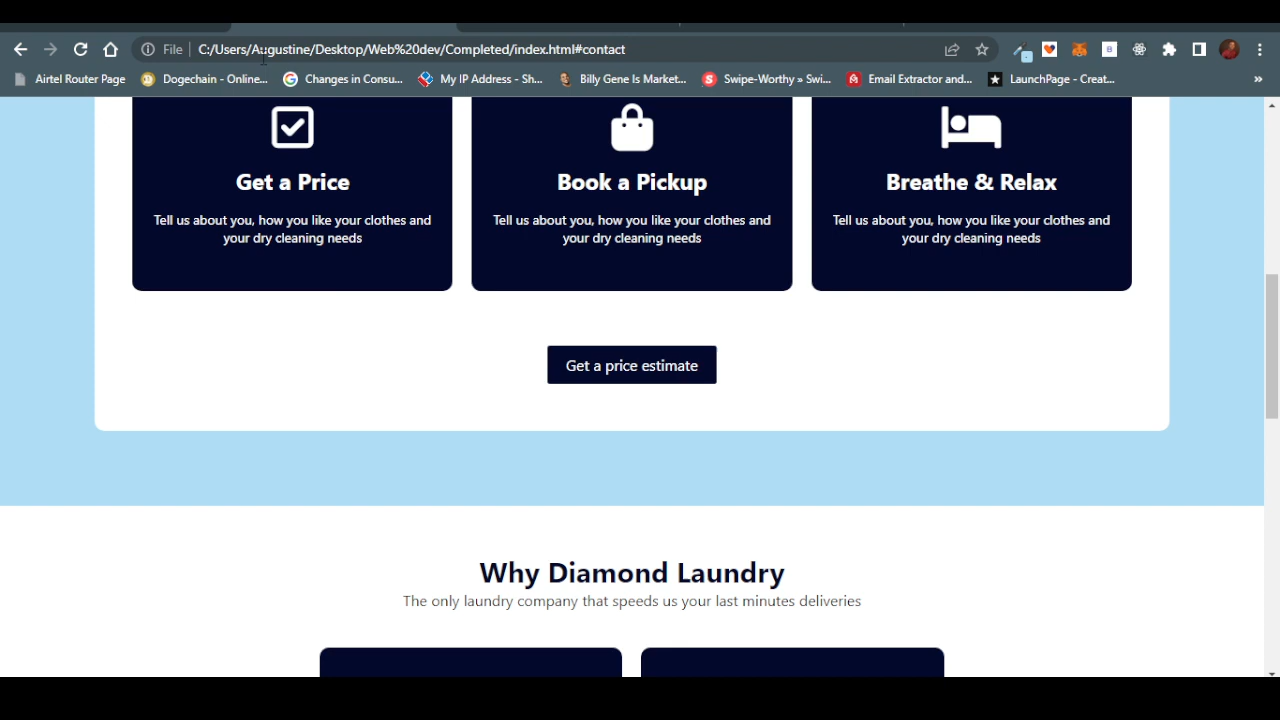 File | C:/Users/Augustine/Desktop/Web%20dev/Completed/index.html#contact
Airtel Router Page Dogechain - Online... Changes in Consu... My IP Address - Sh... Billy Gene Is Market... Swipe-Worthy » Swi... Email Extractor and... LaunchPage - Creat... »
Get a Price
Tell us about you, how you like your clothes and
your dry cleaning needs
Book a Pickup
Tell us about you, how you like your clothes and
your dry cleaning needs
Breathe & Relax
Tell us about you, how you like your clothes and
your dry cleaning needs
Get a price estimate
Why Diamond Laundry
The only laundry company that speeds us your last minutes deliveries